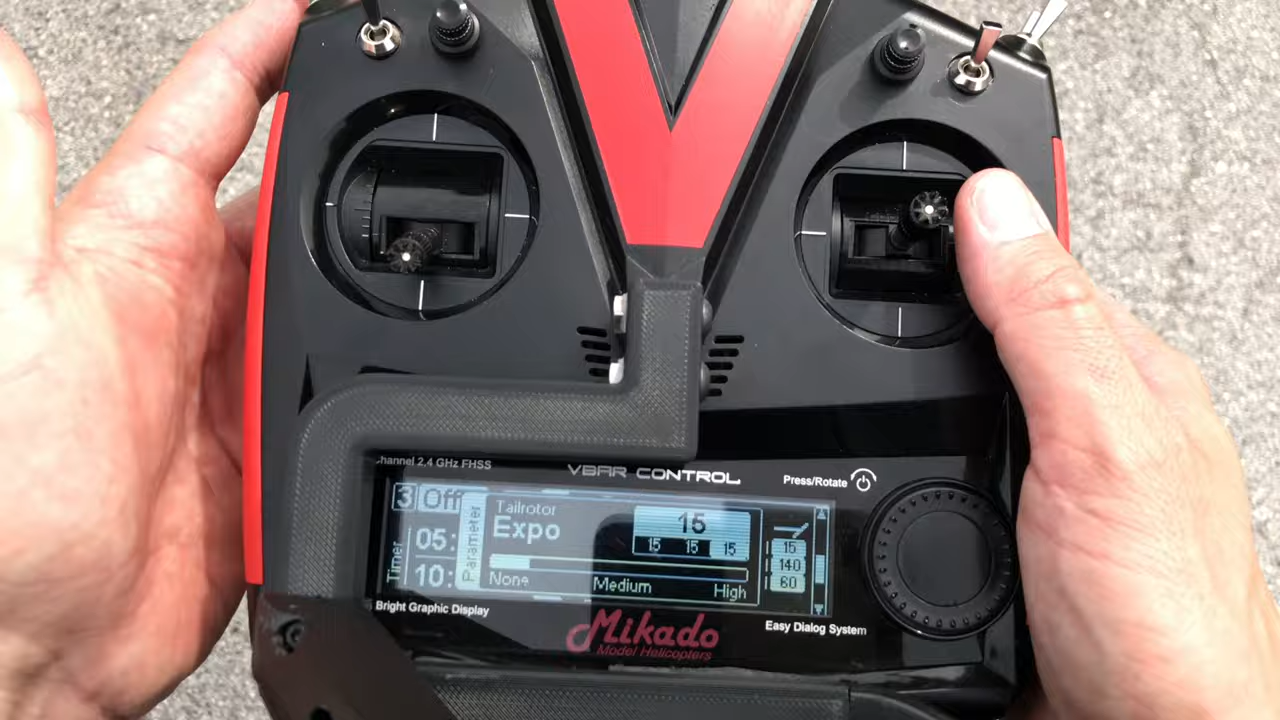 Channel 2,4 GHz FHSS
VBAR CONTROL
Press/Rotate
3 Off
Timer
05:
10:
Parameter
Tailrotor
Expo
15
15 15 15
None Medium High
15
140
60
Bright Graphic Display
Mikado
Model Helicopters
Easy Dialog System